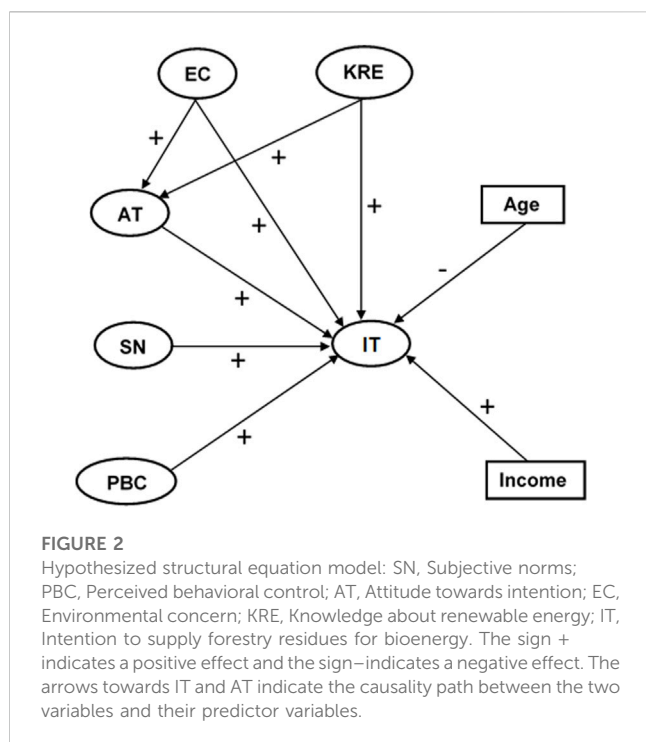 EC
KRE
+
+
AT
+
+
Age
-
+
SN
+
IT
+
+
PBC
Income
FIGURE 2
Hypothesized structural equation model: SN, Subjective norms;
PBC, Perceived behavioral control; AT, Attitude towards intention; EC,
Environmental concern; KRE, Knowledge about renewable energy; IT,
Intention to supply forestry residues for bioenergy. The sign +
indicates a positive effect and the sign–indicates a negative effect. The
arrows towards IT and AT indicate the causality path between the two
variables and their predictor variables.